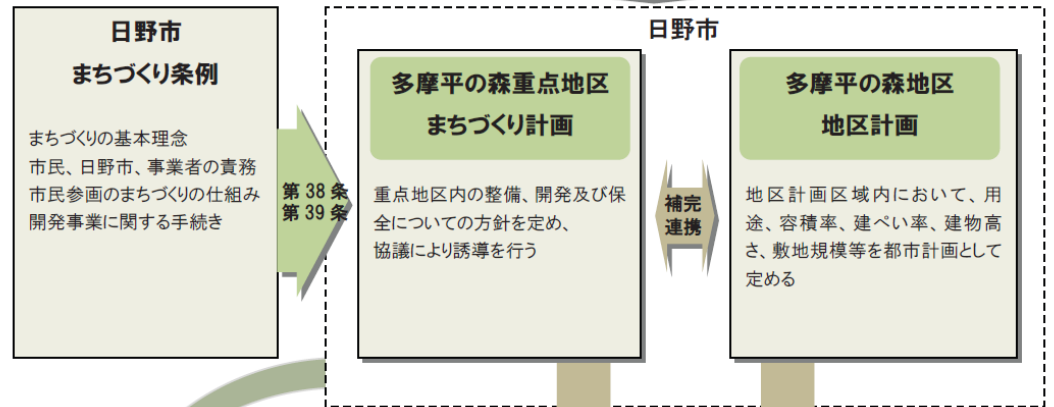 日野市
まちづくり条例
まちづくりの基本理念
市民、日野市、事業者の責務
市民参画のまちづくりの仕組み
開発事業に関する手続き
第 38 条
第 39 条
日野市
多摩平の森重点地区
まちづくり計画
重点地区内の整備、開発及び保
全についての方針を定め、
協議により誘導を行う
補完
連携
多摩平の森地区
地区計画
地区計画区域内において、用
途、容積率、建ぺい率、建物高
さ、敷地規模等を都市計画として
定める